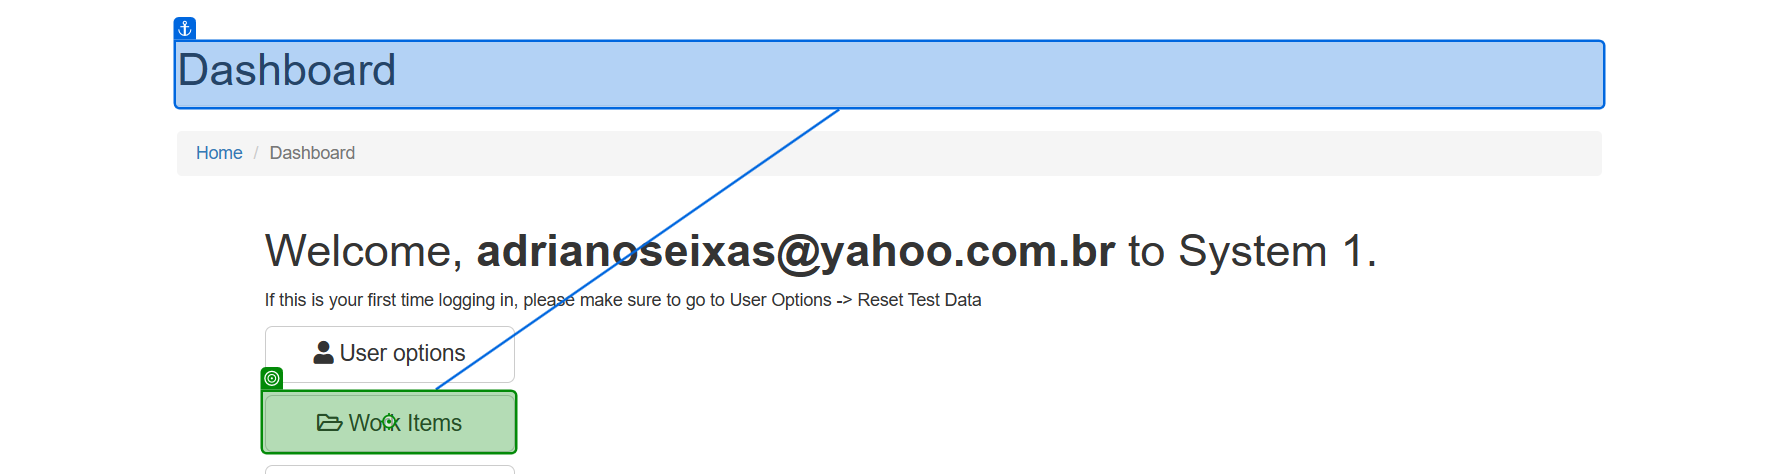 Dashboard
Home / Dashboard
Welcome, adrianoseixas@yahoo.com.br to System 1.
If this is your first time logging in, please make sure to go to User Options -> Reset Test Data
User options
Work Items